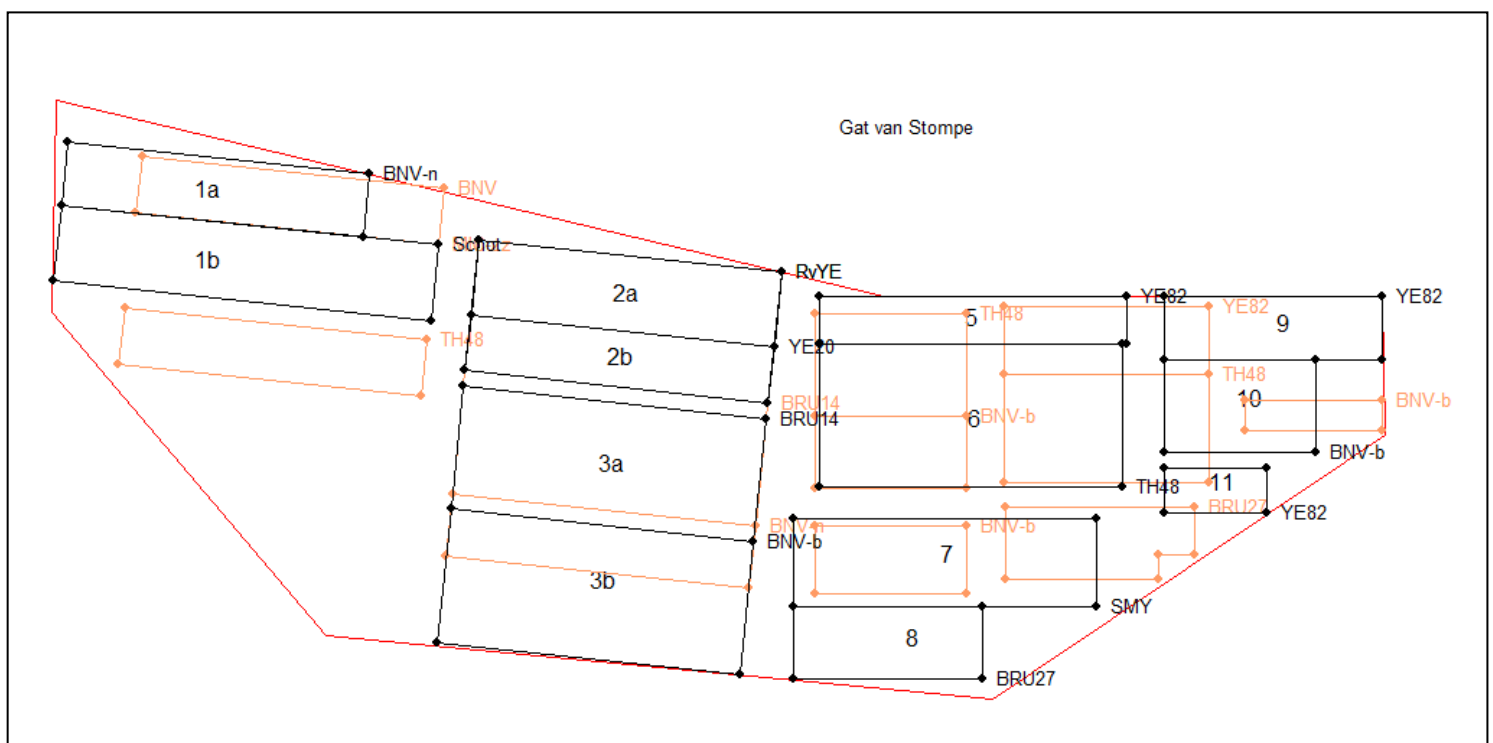 Gat van Stompe
BNV-n
1a
BNV
Schot
1b
2a
RvYE
YE82
YE82
YE82
TH48
5
9
TH48
YE20
2b
TH48
10
BRU14
BNV-b
BRU14
BNV-b
6
BNV-b
3a
TH48
11
BRU27
YE82
BNV-n
BNV-b
BNV-b
7
3b
SMY
8
BRU27